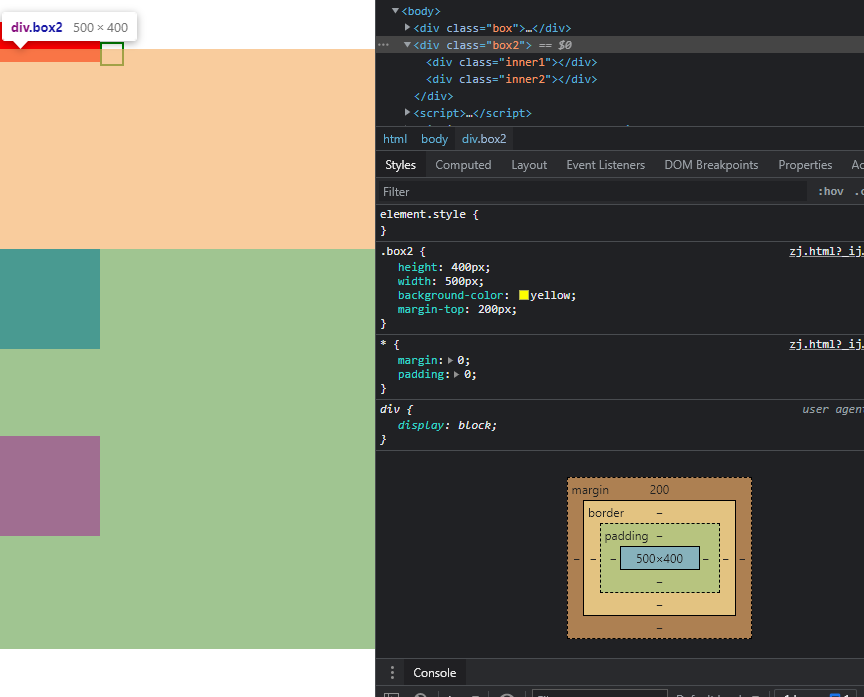 div.box2 500 × 400
▼<body>
▶<div class="box">…</div>
··· ▼<div class="box2"> == $0
<div class="inner1"></div>
<div class="inner2"></div>
</div>
▶<script>…</script>
html body div.box2
Styles Computed Layout Event Listeners DOM Breakpoints Properties Ac
Filter :hov .c
element.style {
}
.box2 { zj.html?_ij…
height: 400px;
width: 500px;
background-color: yellow;
margin-top: 200px;
}
* { zj.html?_ij…
margin:▶0;
padding:▶0;
}
div { user agent
display: block;
}
margin 200
border –
padding –
– – – 500×400 – – –
–
–
–
⋮ Console